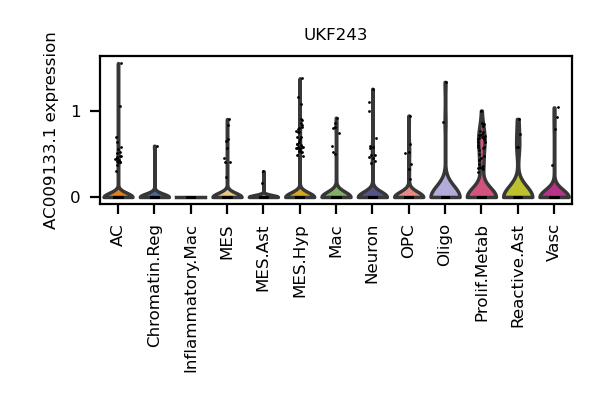 UKF243
AC009133.1 expression
1
0
AC
Chromatin.Reg
Inflammatory.Mac
MES
MES.Ast
MES.Hyp
Mac
Neuron
OPC
Oligo
Prolif.Metab
Reactive.Ast
Vasc